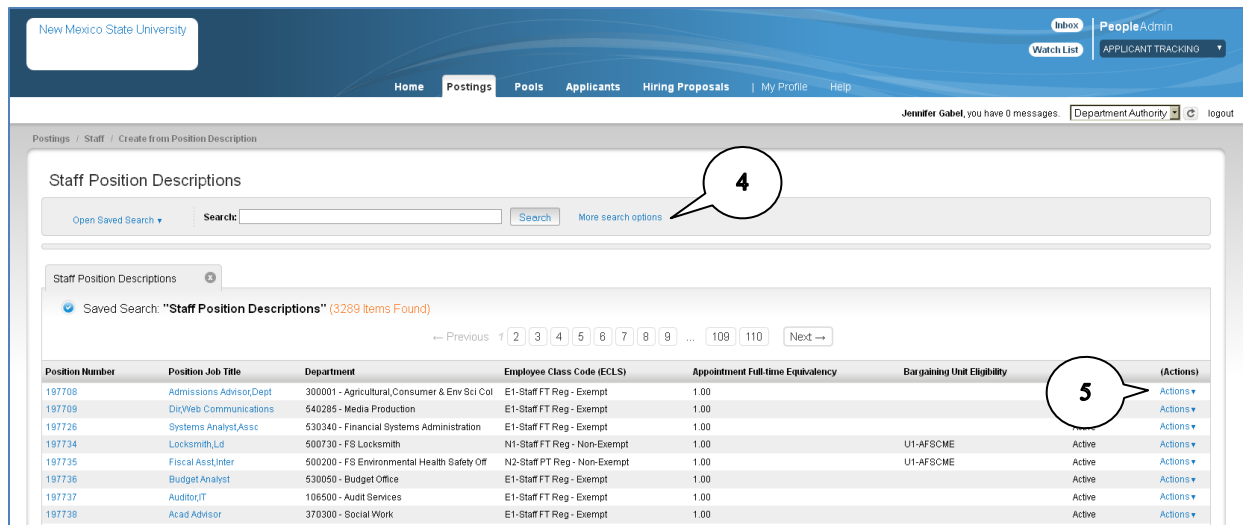 New Mexico State University
Inbox PeopleAdmin
Watch List APPLICANT TRACKING
Home Postings Pools Applicants Hiring Proposals | My Profile Help
Jennifer Gabel, you have 0 messages. Department Authority logout
Postings / Staff / Create from Position Description
Staff Position Descriptions
4
Open Saved Search Search: Search More search options
Staff Position Descriptions
Saved Search: "Staff Position Descriptions" (3289 Items Found)
← Previous 1 2 3 4 5 6 7 8 9 ... 109 110 Next →
Position Number Position Job Title Department Employee Class Code (ECLS) Appointment Full-time Equivalency Bargaining Unit Eligibility (Actions)
5
197708 Admissions Advisor,Dept 300001 - Agricultural,Consumer & Env Sci Col E1-Staff FT Reg - Exempt 1.00 Actions
197709 Dir,Web Communications 540285 - Media Production E1-Staff FT Reg - Exempt 1.00 Actions
197726 Systems Analyst,Assc 530340 - Financial Systems Administration E1-Staff FT Reg - Exempt 1.00 Actions
197734 Locksmith,Ld 500730 - FS Locksmith N1-Staff FT Reg - Non-Exempt 1.00 U1-AFSCME Active Actions
197735 Fiscal Asst,Inter 500200 - FS Environmental Health Safety Off N2-Staff PT Reg - Non-Exempt 1.00 U1-AFSCME Active Actions
197736 Budget Analyst 530050 - Budget Office E1-Staff FT Reg - Exempt 1.00 Active Actions
197737 Auditor,IT 106500 - Audit Services E1-Staff FT Reg - Exempt 1.00 Active Actions
197738 Acad Advisor 370300 - Social Work E1-Staff FT Reg - Exempt 1.00 Active Actions